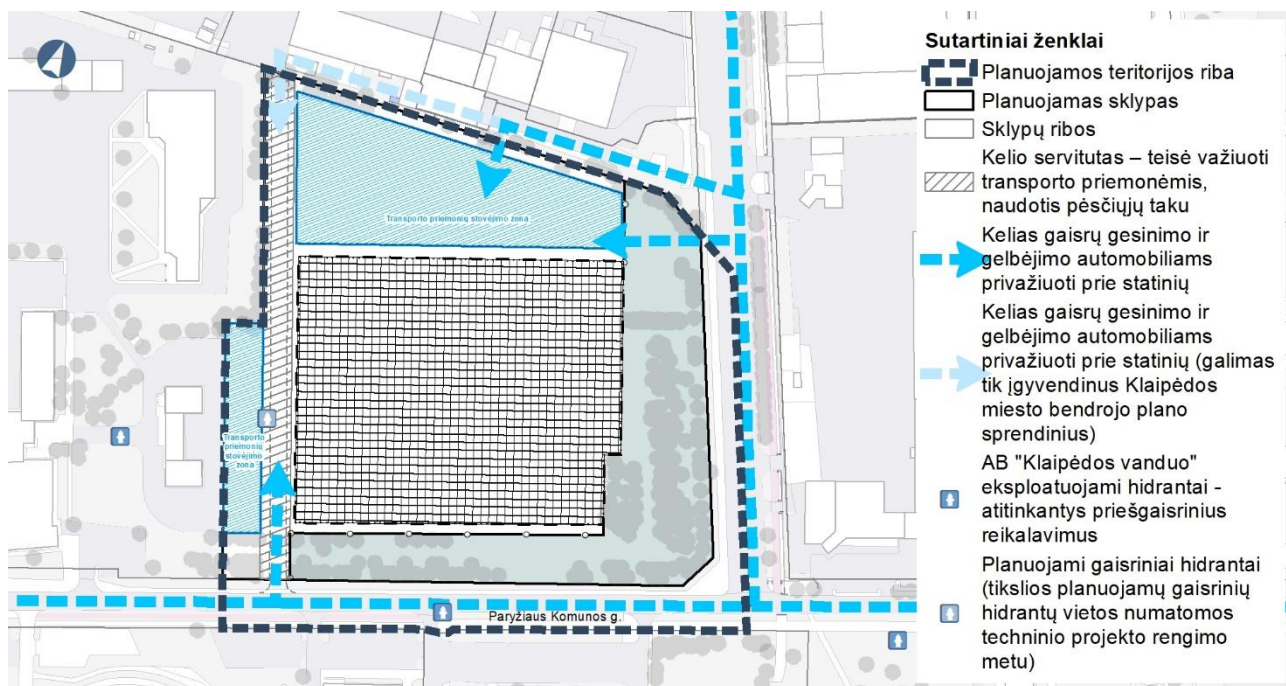 Transporto priemonių stovėjimo zona
Transporto
priemonių
stovėjimo
zona
Paryžiaus Komunos g.
Sutartiniai ženklai
Planuojamos teritorijos riba
Planuojamas sklypas
Sklypų ribos
Kelio servitutas – teisė važiuoti
transporto priemonėmis,
naudotis pėsčiųjų taku
Kelias gaisrų gesinimo ir
gelbėjimo automobiliams
privažiuoti prie statinių
Kelias gaisrų gesinimo ir
gelbėjimo automobiliams
privažiuoti prie statinių (galimas
tik įgyvendinus Klaipėdos
miesto bendrojo plano
sprendinius)
AB "Klaipėdos vanduo"
eksploatuojami hidrantai -
atitinkantys priešgaisrinius
reikalavimus
Planuojami gaisriniai hidrantai
(tikslios planuojamų gaisrinių
hidrantų vietos numatomos
techninio projekto rengimo
metu)